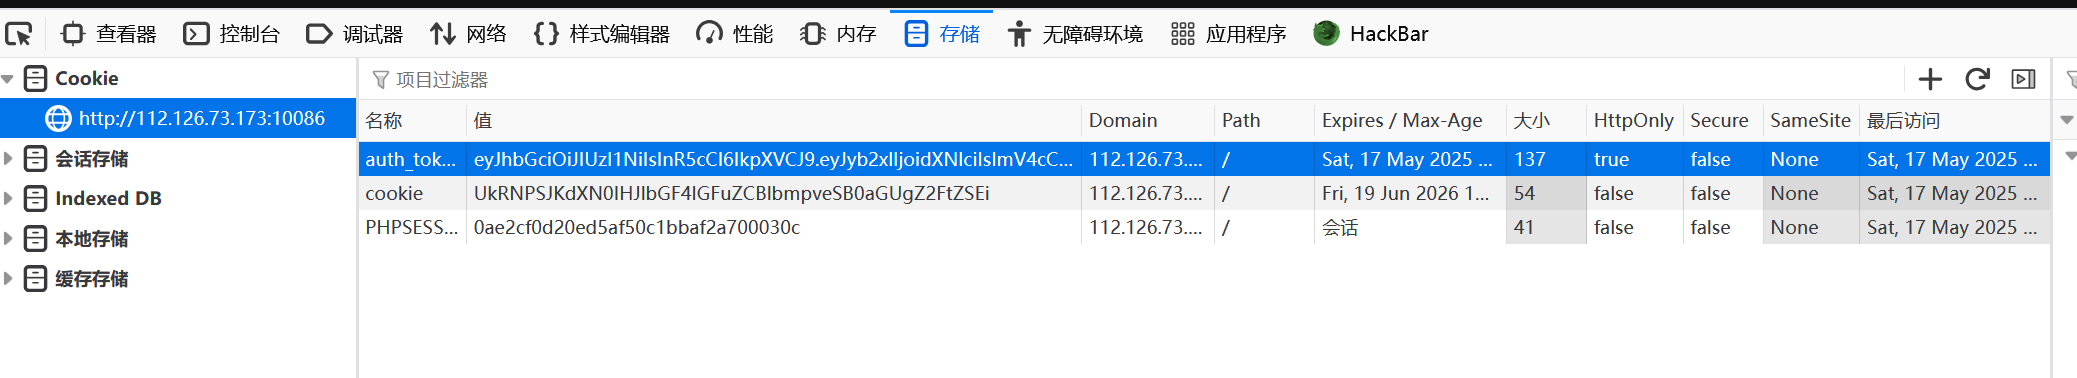 查看器 控制台 调试器 网络 样式编辑器 性能 内存 存储 无障碍环境 应用程序 HackBar
Cookie
http://112.126.73.173:10086
会话存储
Indexed DB
本地存储
缓存存储
项目过滤器
名称 值 Domain Path Expires / Max-Age 大小 HttpOnly Secure SameSite 最后访问
auth_tok... eyJhbGciOiJIUzI1NiIsInR5cCI6IkpXVCJ9.eyJyb2xlIjoidXNlciIsImV4cC... 112.126.73.... / Sat, 17 May 2025 ... 137 true false None Sat, 17 May 2025 ...
cookie UkRNPSJKdXN0IHJlbGF4IGFuZCBlbmpveSB0aGUgZ2FtZSEi 112.126.73.... / Fri, 19 Jun 2026 1... 54 false false None Sat, 17 May 2025 ...
PHPSESS... 0ae2cf0d20ed5af50c1bbaf2a700030c 112.126.73.... / 会话 41 false false None Sat, 17 May 2025 ...